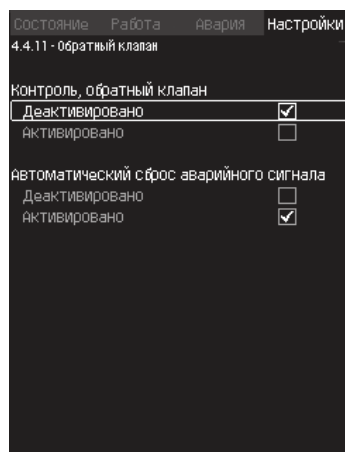 Состояние Работа Авария Настройки
4.4.11 - Обратный клапан
Контроль, обратный клапан
Деактивировано
Активировано
Автоматический сброс аварийного сигнала
Деактивировано
Активировано